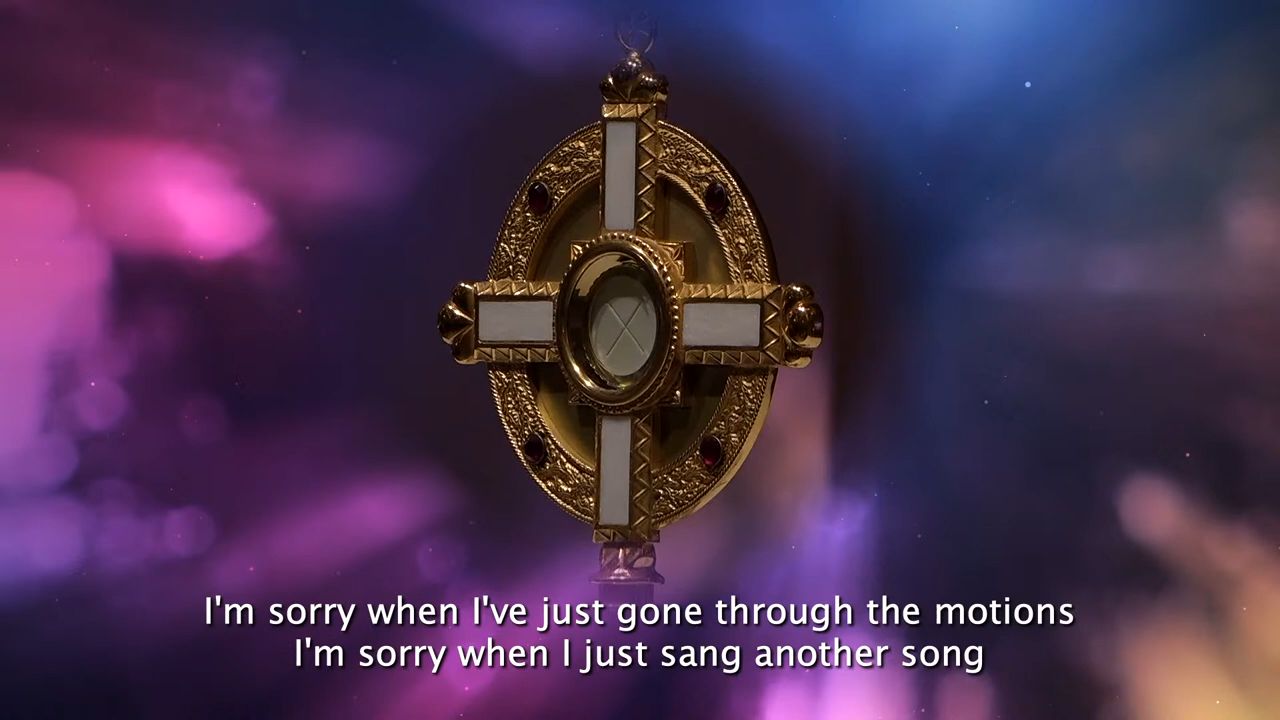 I'm sorry when I've just gone through the motions
I'm sorry when I just sang another song